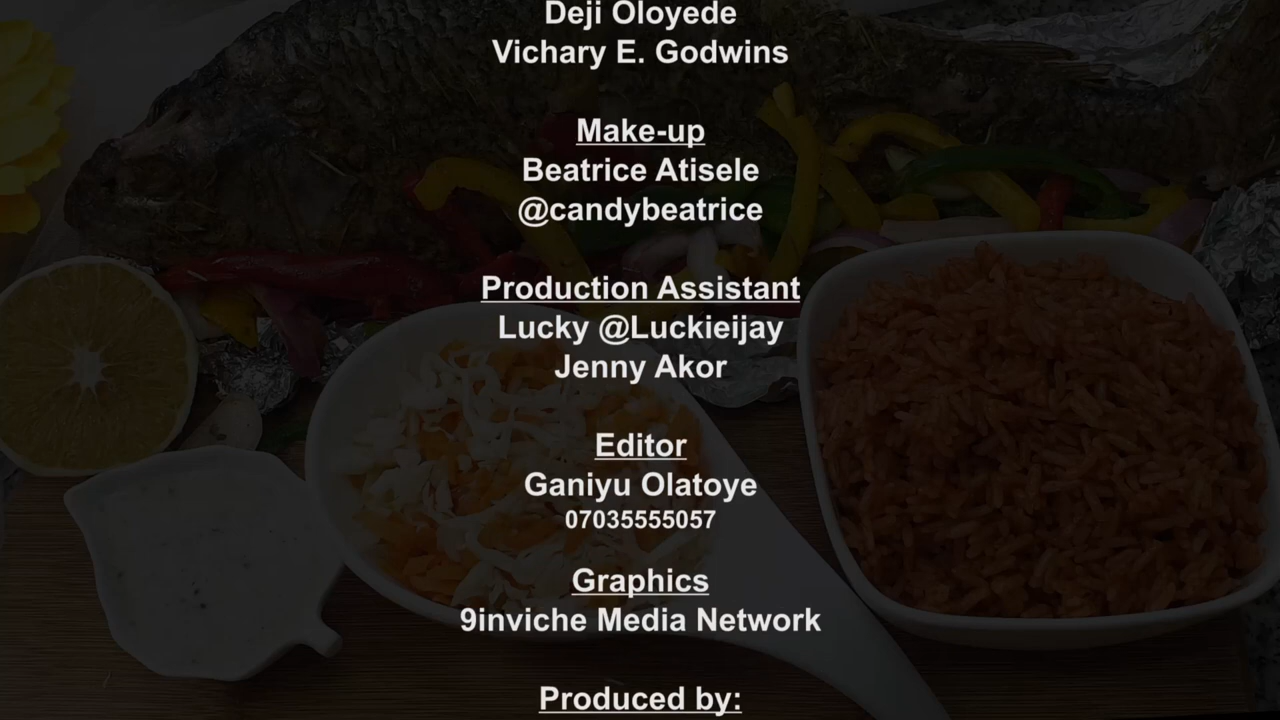 Deji Oloyede
Vichary E. Godwins
Make-up
Beatrice Atisele
@candybeatrice
Production Assistant
Lucky @Luckieijay
Jenny Akor
Editor
Ganiyu Olatoye
07035555057
Graphics
9inviche Media Network
Produced by: